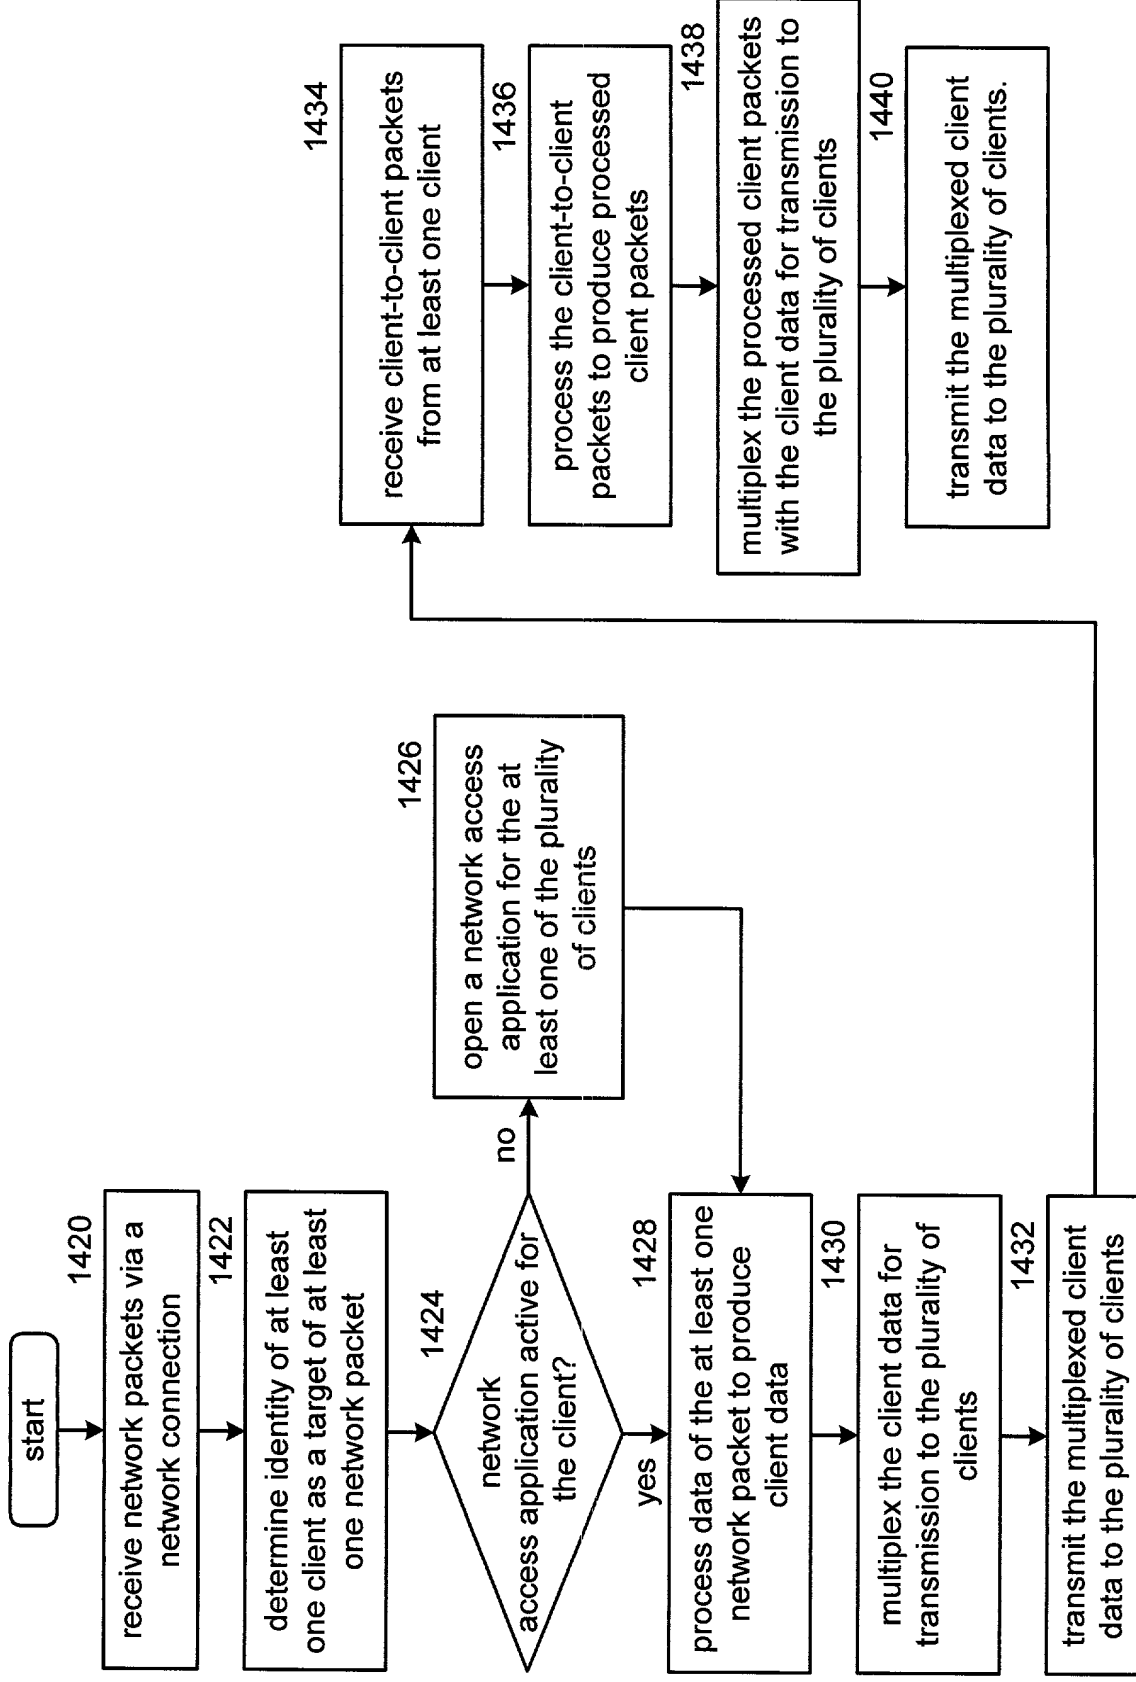 start
1420
receive network packets via a
network connection
1422
determine identity of at least
one client as a target of at least
one network packet
1424
network
access application active for
the client?
no
yes
1426
open a network access
application for the at
least one of the plurality
of clients
1428
process data of the at least one
network packet to produce
client data
1430
multiplex the client data for
transmission to the plurality of
clients
1432
transmit the multiplexed client
data to the plurality of clients
1434
receive client-to-client packets
from at least one client
1436
process the client-to-client
packets to produce processed
client packets
1438
multiplex the processed client packets
with the client data for transmission to
the plurality of clients
1440
transmit the multiplexed client
data to the plurality of clients.